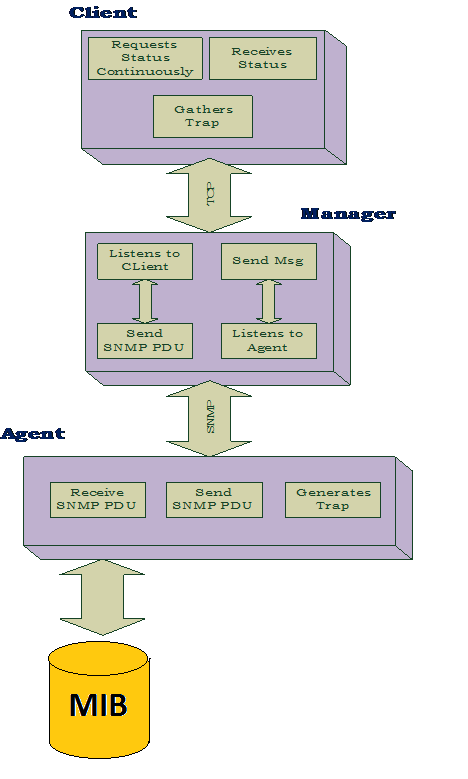 Client
Requests
Status
Continuously
Receives
Status
Gathers
Trap
TCP
Manager
Listens to
CLient
Send Msg
Send
SNMP PDU
Listens to
Agent
SNMP
Agent
Receive
SNMP PDU
Send
SNMP PDU
Generates
Trap
MIB